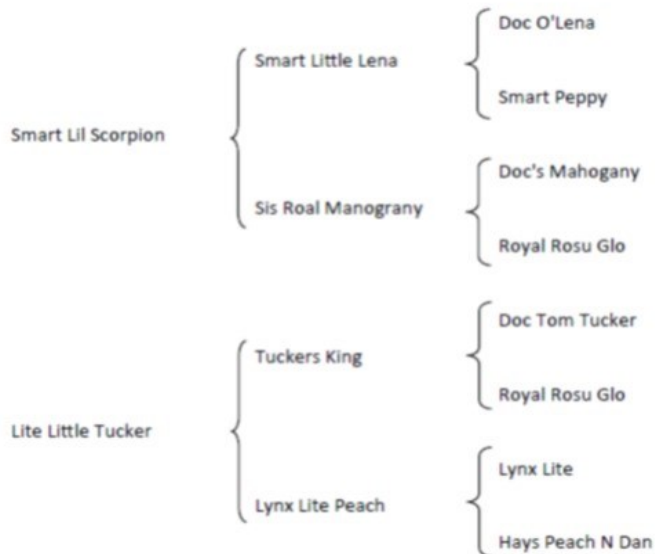 Doc O'Lena
Smart Little Lena
Smart Peppy
Smart Lil Scorpion
Doc's Mahogany
Sis Roal Manograny
Royal Rosu Glo
Doc Tom Tucker
Tuckers King
Royal Rosu Glo
Lite Little Tucker
Lynx Lite
Lynx Lite Peach
Hays Peach N Dan